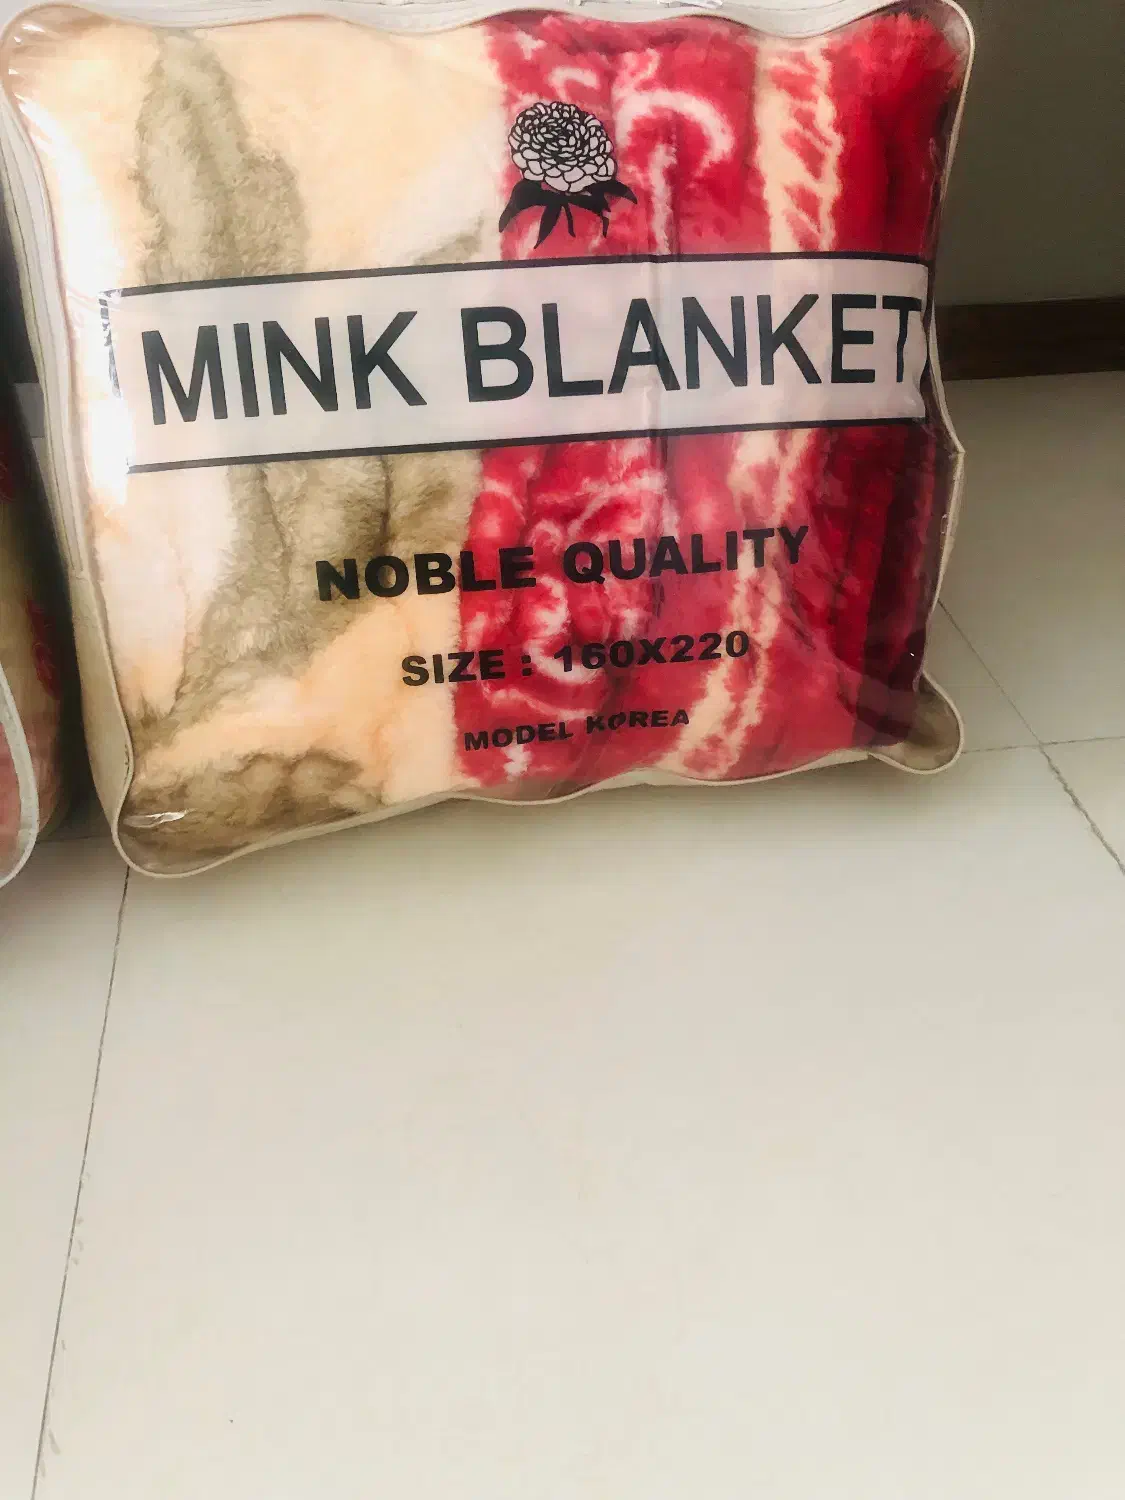 MINK BLANKET
NOBLE QUALITY
SIZE : 160X220
MODEL KOREA